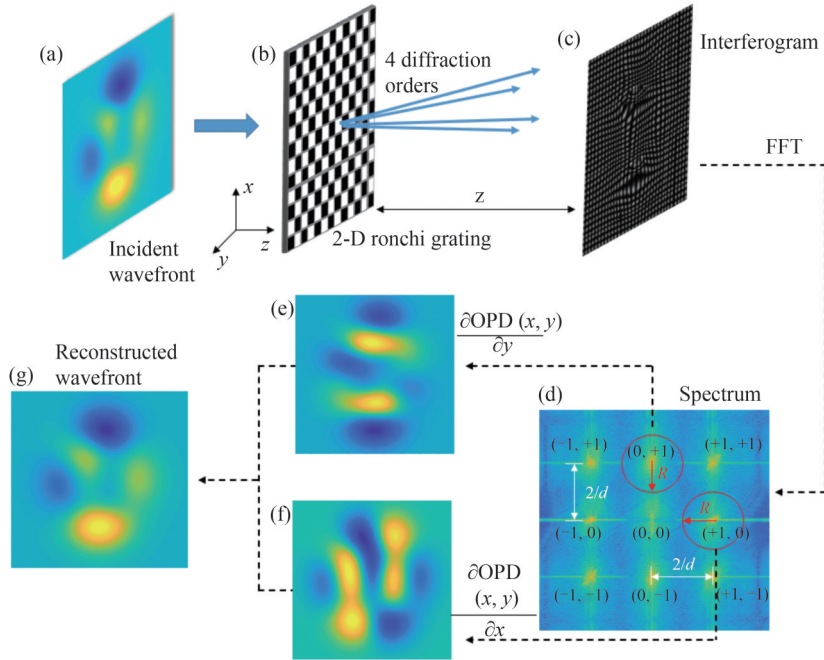 (a)
(b)
4 diffraction
orders
(c)
Interferogram
FFT
x
y
z
Incident
wavefront
z
2-D ronchi grating
(e)
∂OPD (x, y)
∂y
Reconstructed
wavefront
(g)
(d)
Spectrum
(−1, +1)
(0, +1)
(+1, +1)
R
2/d
R
(−1, 0)
(0, 0)
(+1, 0)
2/d
(−1, −1)
(0, −1)
(+1, −1)
(f)
∂OPD
(x, y)
∂x